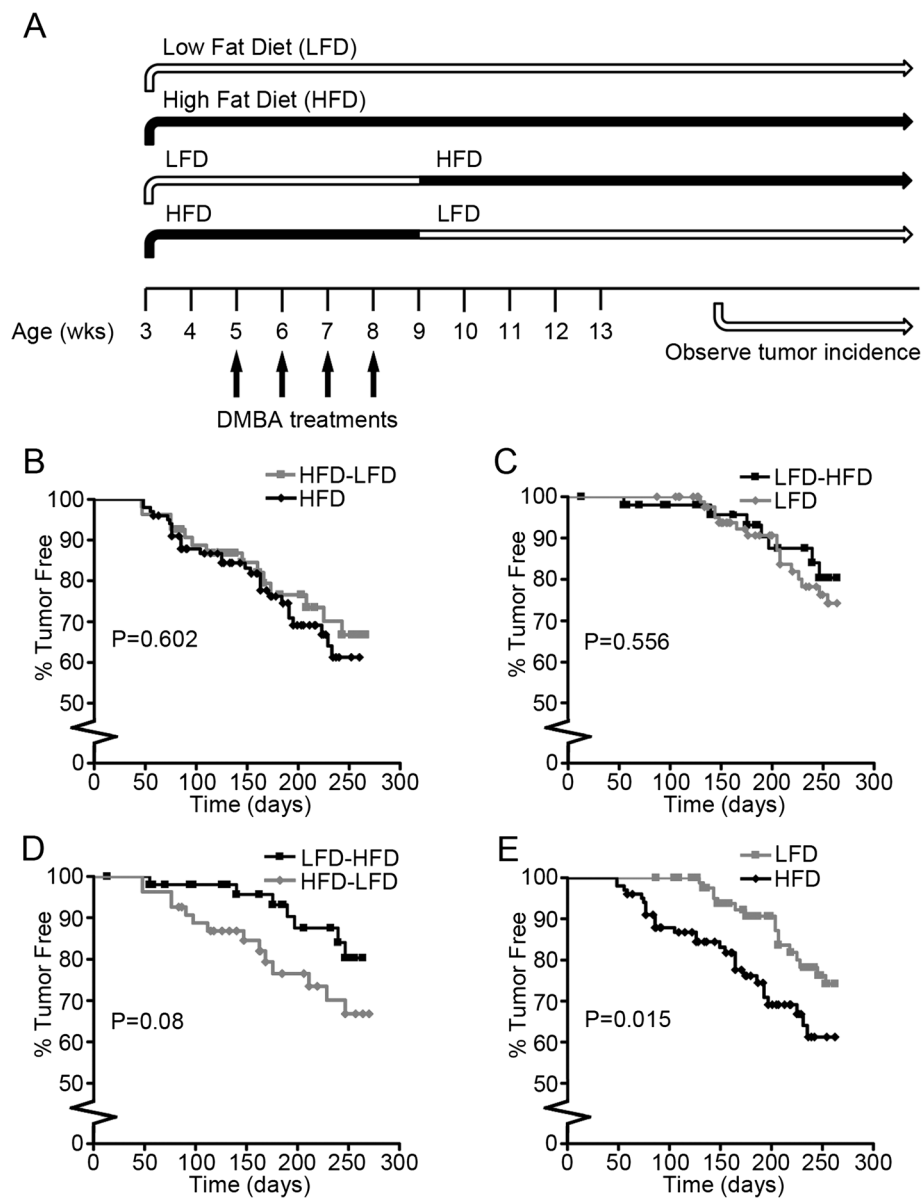 A
Low Fat Diet (LFD)
High Fat Diet (HFD)
LFD HFD
HFD LFD
Age (wks) 3 4 5 6 7 8 9 10 11 12 13
Observe tumor incidence
DMBA treatments
B
HFD-LFD
HFD
100
90
80
70
60
50
0
% Tumor Free
P=0.602
0 50 100 150 200 250 300
Time (days)
C
LFD-HFD
LFD
100
90
80
70
60
50
0
% Tumor Free
P=0.556
0 50 100 150 200 250 300
Time (days)
D
LFD-HFD
HFD-LFD
100
90
80
70
60
50
0
% Tumor Free
P=0.08
0 50 100 150 200 250 300
Time (days)
E
LFD
HFD
100
90
80
70
60
50
0
% Tumor Free
P=0.015
0 50 100 150 200 250 300
Time (days)